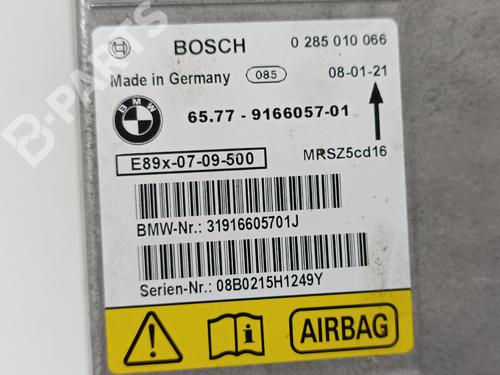 BOSCH 0 285 010 066
Made in Germany 085 08-01-21
BMW
65.77 - 9166057-01
E89x-07-09-500 MRSZ5cd16
BMW-Nr.: 31916605701J
Serien-Nr.: 08B0215H1249Y
AIRBAG
B-PARTS